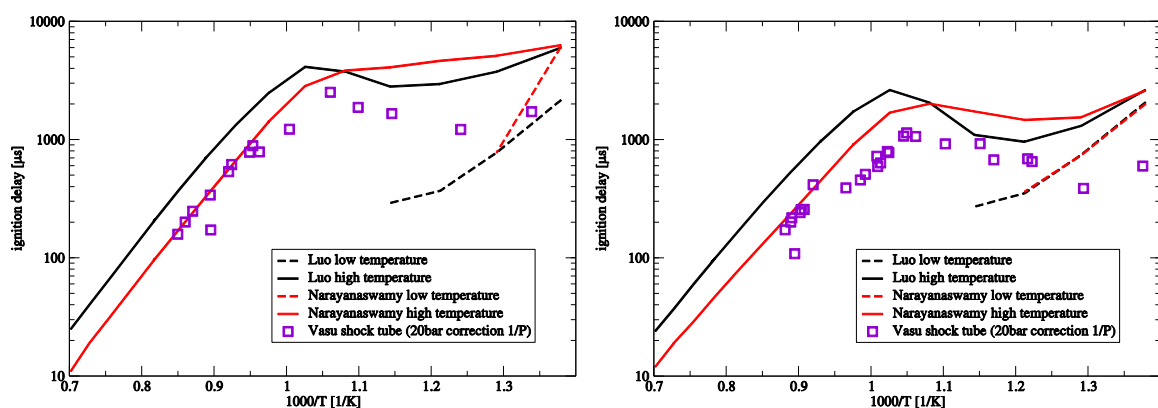 10000
1000
100
10
ignition delay [µs]
Luo low temperature
Luo high temperature
Narayanaswamy low temperature
Narayanaswamy high temperature
Vasu shock tube (20bar correction 1/P)
0.7 0.8 0.9 1 1.1 1.2 1.3
1000/T [1/K]
10000
1000
100
10
ignition delay [µs]
Luo low temperature
Luo high temperature
Narayanaswamy low temperature
Narayanaswamy high temperature
Vasu shock tube (20bar correction 1/P)
0.7 0.8 0.9 1 1.1 1.2 1.3
1000/T [1/K]